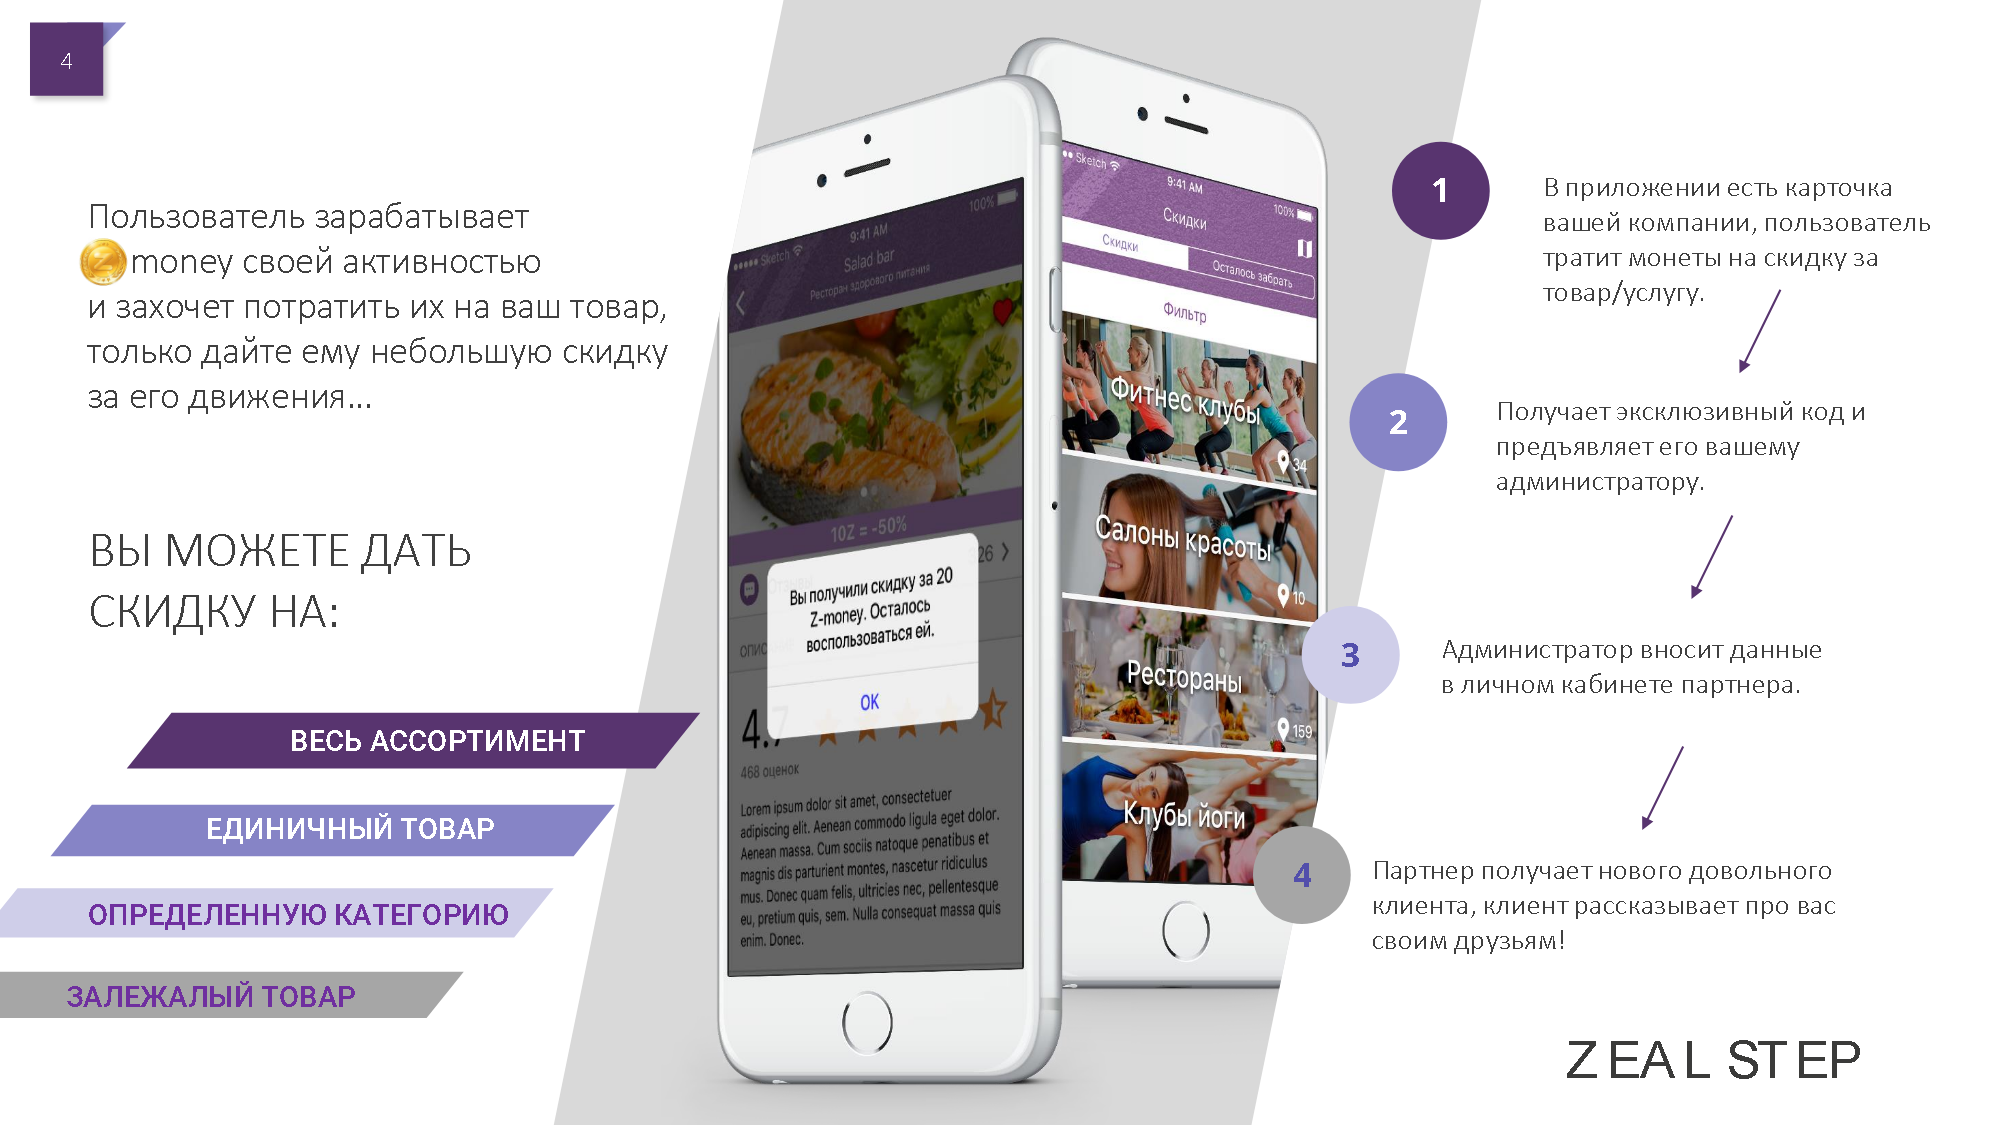 4
Пользователь зарабатывает
Z money своей активностью
и захочет потратить их на ваш товар,
только дайте ему небольшую скидку
за его движения...
ВЫ МОЖЕТЕ ДАТЬ
СКИДКУ НА:
ВЕСЬ АССОРТИМЕНТ
ЕДИНИЧНЫЙ ТОВАР
ОПРЕДЕЛЕННУЮ КАТЕГОРИЮ
ЗАЛЕЖАЛЫЙ ТОВАР
Sketch 9:41 AM 100%
Salad bar
Ресторан здорового питания
10Z = -50%
Отзывы
26
Вы получили скидку за 20
Z-money. Осталось
воспользоваться ей.
OK
4.7
468 оценок
Lorem ipsum dolor sit amet, consectetuer
adipiscing elit. Aenean commodo ligula eget dolor.
Aenean massa. Cum sociis natoque penatibus et
magnis dis parturient montes, nascetur ridiculus
mus. Donec quam felis, ultricies nec, pellentesque
eu, pretium quis, sem. Nulla consequat massa quis
enim. Donec.
Sketch 9:41 AM 100%
Скидки
Скидки Осталось забрать
Фильтр
Фитнес клубы
34
Салоны красоты
10
Рестораны
159
Клубы йоги
1
В приложении есть карточка
вашей компании, пользователь
тратит монеты на скидку за
товар/услугу.
2
Получает эксклюзивный код и
предъявляет его вашему
администратору.
3
Администратор вносит данные
в личном кабинете партнера.
4
Партнер получает нового довольного
клиента, клиент рассказывает про вас
своим друзьям!
ZEAL STEP